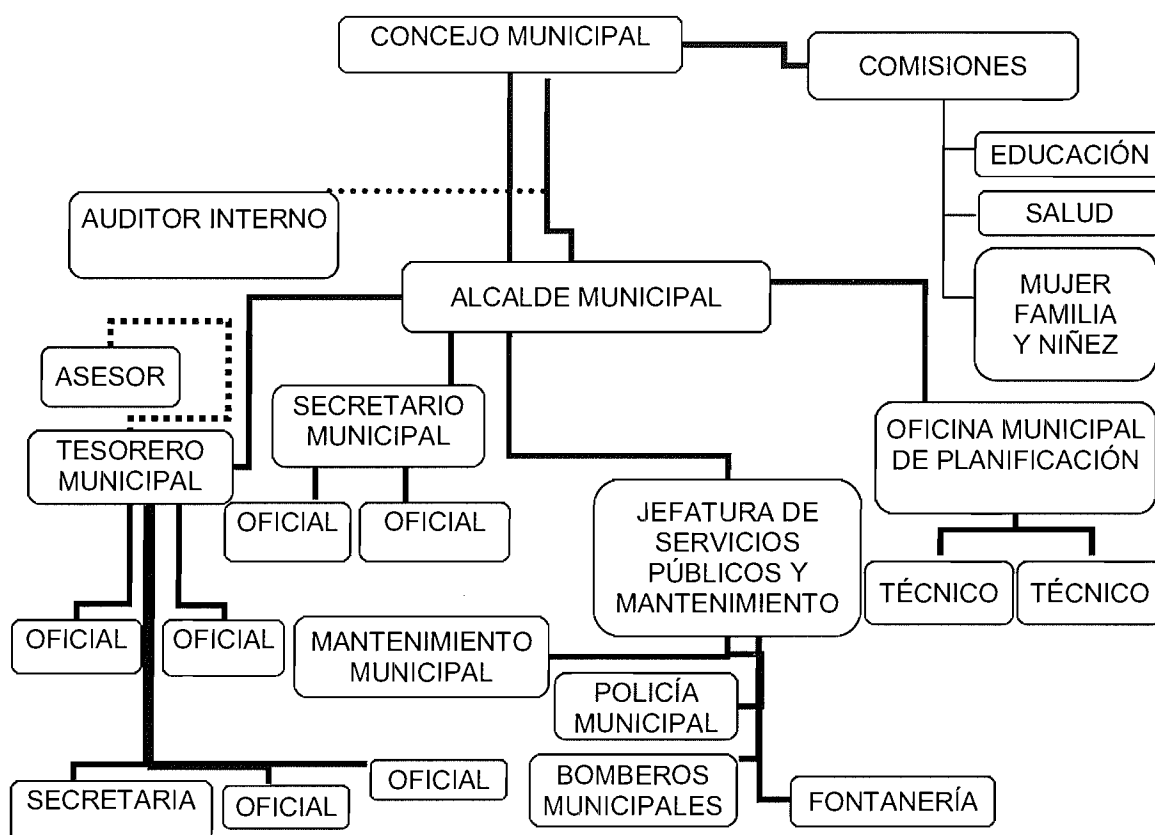 CONCEJO MUNICIPAL
COMISIONES
EDUCACIÓN
SALUD
MUJER
FAMILIA
Y NIÑEZ
AUDITOR INTERNO
ALCALDE MUNICIPAL
ASESOR
SECRETARIO
MUNICIPAL
TESORERO
MUNICIPAL
OFICINA MUNICIPAL
DE PLANIFICACIÓN
OFICIAL
OFICIAL
JEFATURA DE
SERVICIOS
PÚBLICOS Y
MANTENIMIENTO
TÉCNICO
TÉCNICO
OFICIAL
OFICIAL
MANTENIMIENTO
MUNICIPAL
POLICÍA
MUNICIPAL
OFICIAL
BOMBEROS
MUNICIPALES
SECRETARIA
OFICIAL
FONTANERÍA